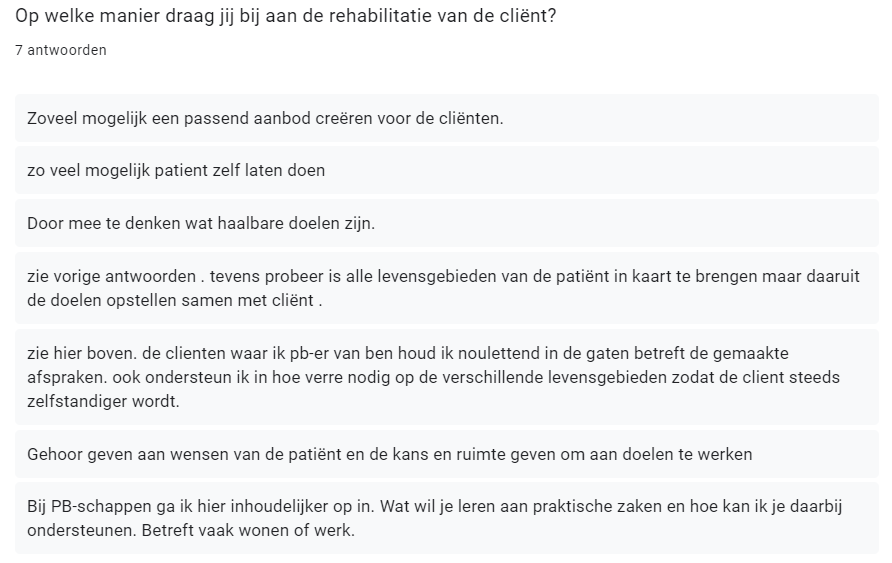 Op welke manier draag jij bij aan de rehabilitatie van de cliënt?
7 antwoorden
Zoveel mogelijk een passend aanbod creëren voor de cliënten.
zo veel mogelijk patient zelf laten doen
Door mee te denken wat haalbare doelen zijn.
zie vorige antwoorden . tevens probeer is alle levensgebieden van de patiënt in kaart te brengen maar daaruit
de doelen opstellen samen met cliënt .
zie hier boven. de clienten waar ik pb-er van ben houd ik noulettend in de gaten betreft de gemaakte
afspraken. ook ondersteun ik in hoe verre nodig op de verschillende levensgebieden zodat de client steeds
zelfstandiger wordt.
Gehoor geven aan wensen van de patiënt en de kans en ruimte geven om aan doelen te werken
Bij PB-schappen ga ik hier inhoudelijker op in. Wat wil je leren aan praktische zaken en hoe kan ik je daarbij
ondersteunen. Betreft vaak wonen of werk.